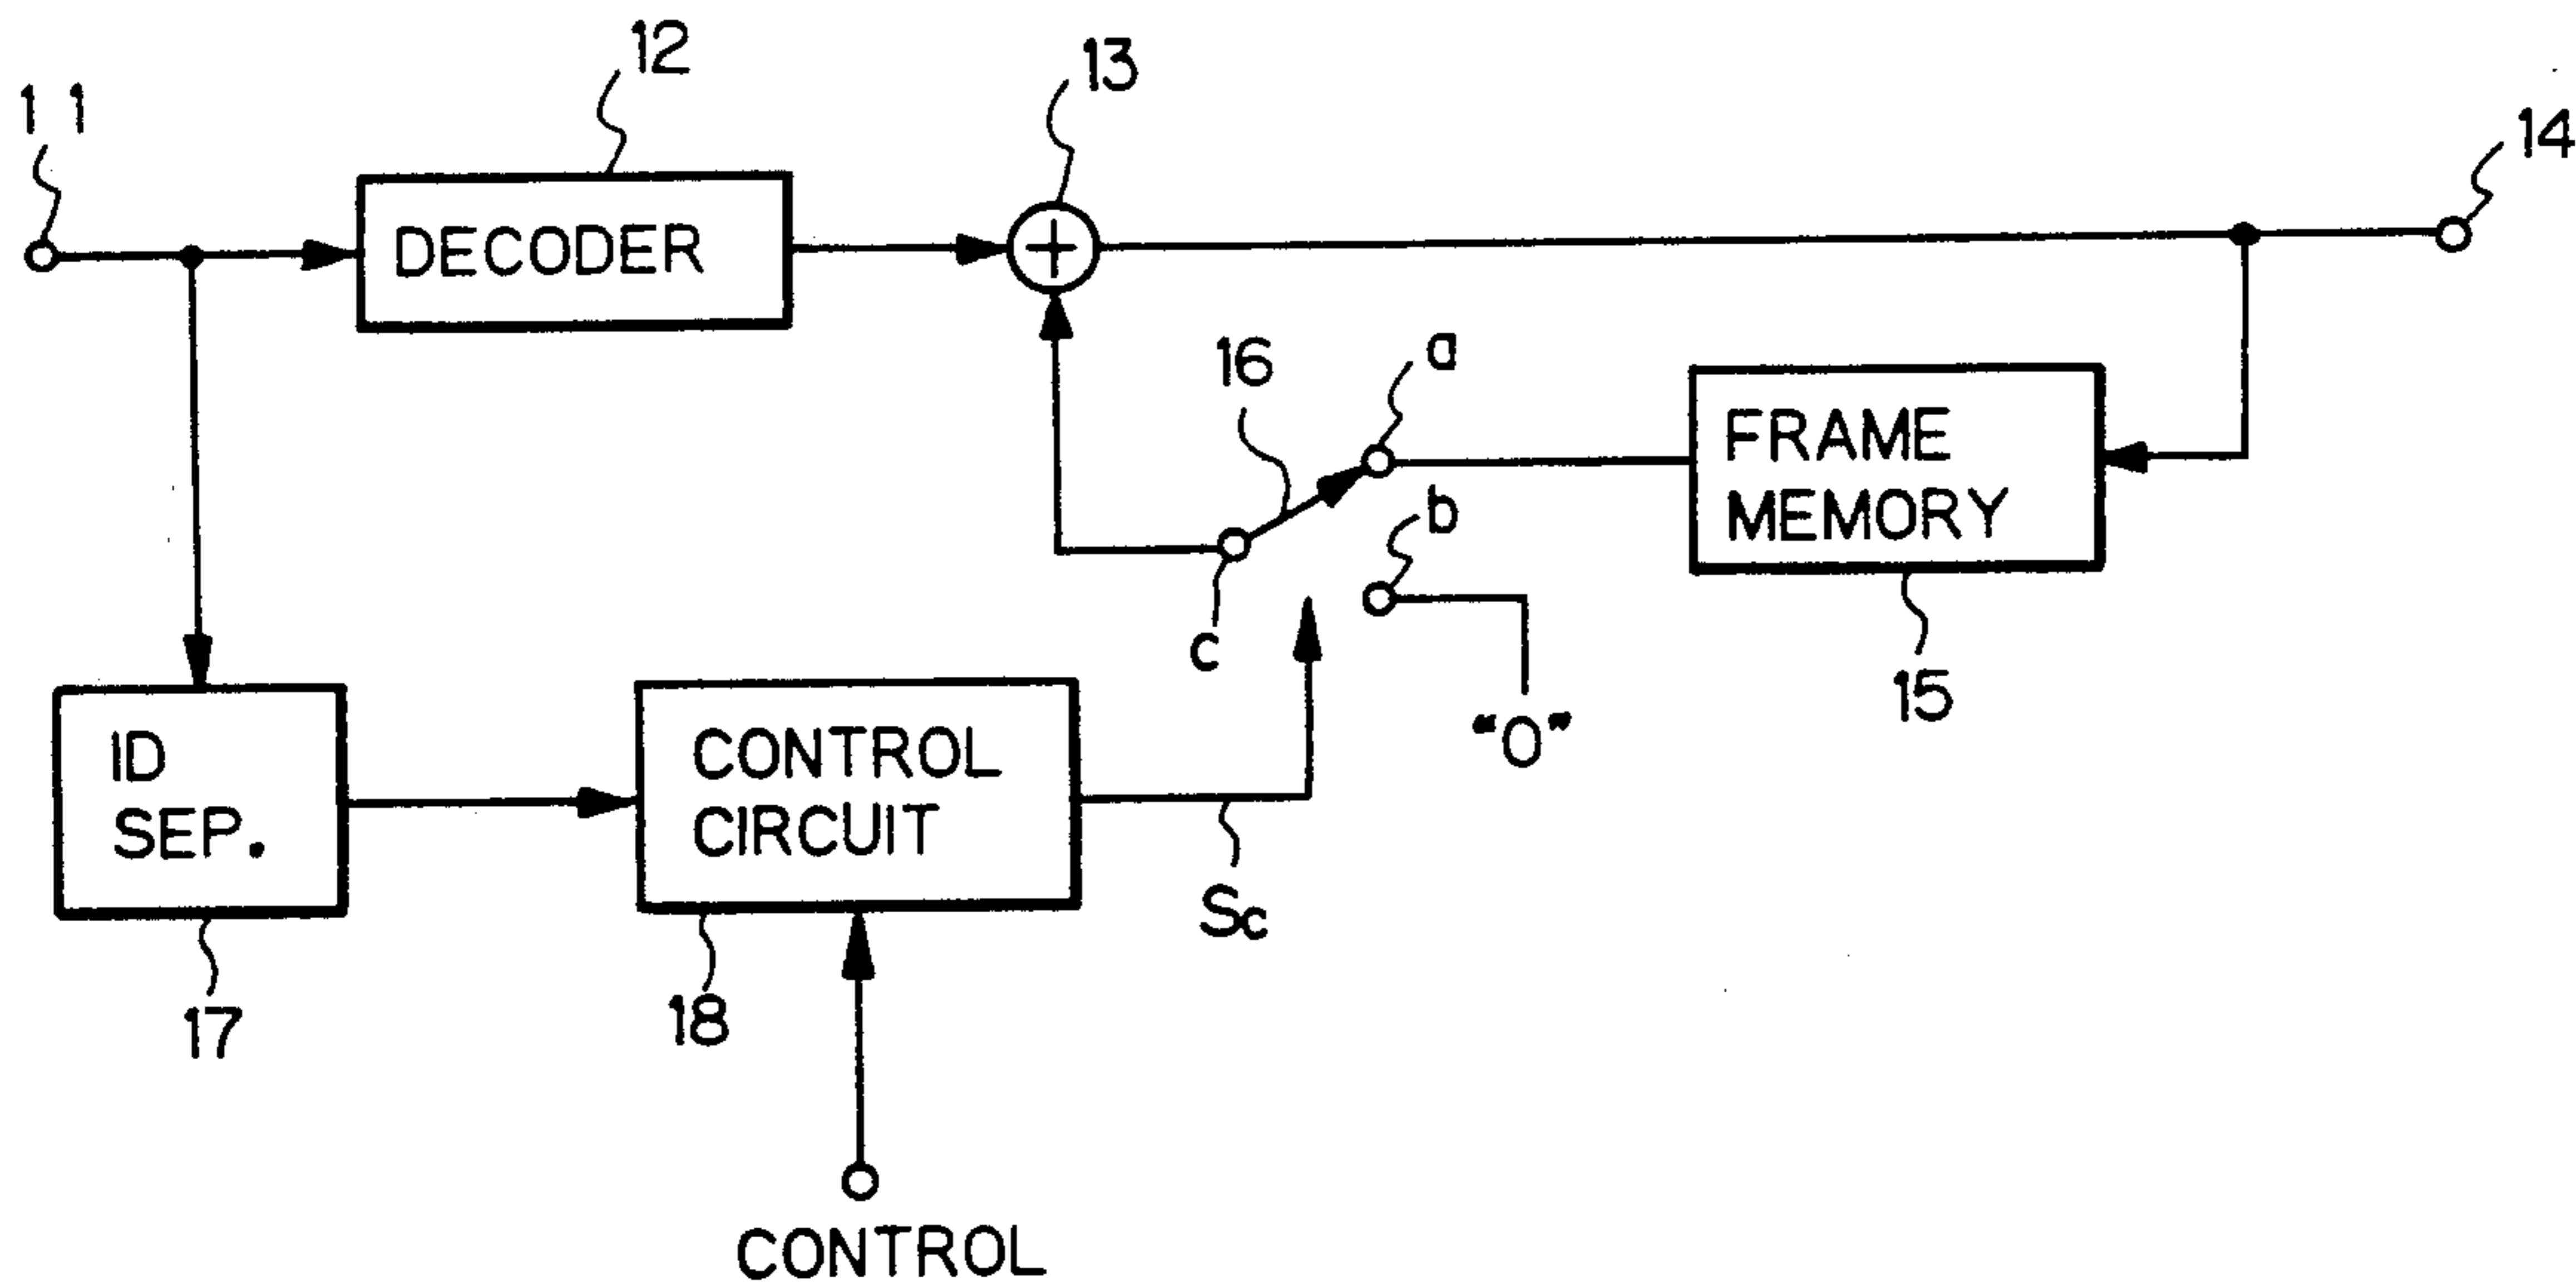 12
13
11
14
DECODER
16
a
FRAME
MEMORY
b
c
15
"0"
ID
SEP.
CONTROL
CIRCUIT
Sc
17
18
CONTROL